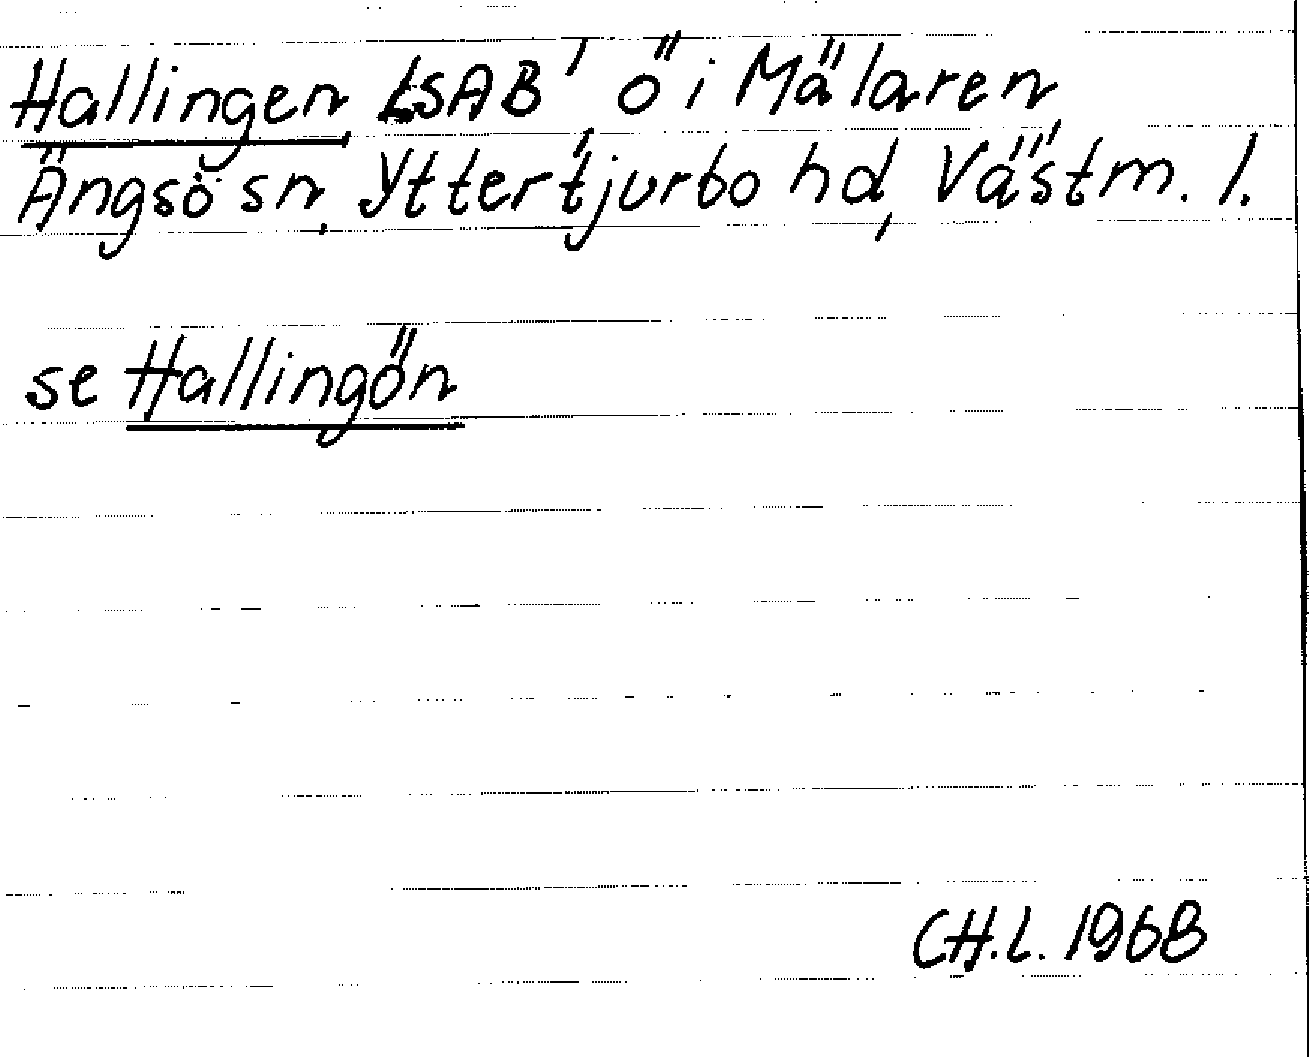 Hallingen, LSAB' ö i Mälaren,
Ängsö sn, Yttertjurbo hd, Västm. l.
se Hallingön
CH.L. 1968